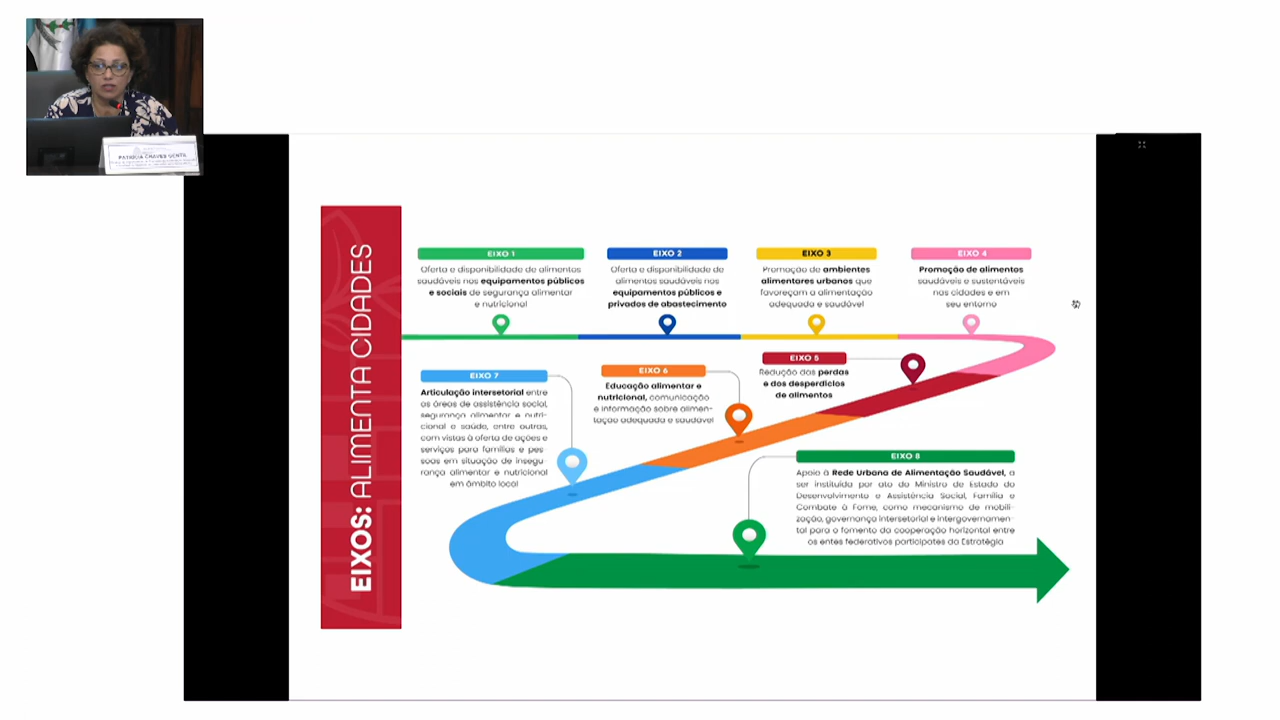 PATRÍCIA CHAVES GENTIL
EIXOS: ALIMENTA CIDADES
EIXO 1
Oferta e disponibilidade de alimentos
saudáveis nos equipamentos públicos
e sociais de segurança alimentar
e nutricional
EIXO 2
Oferta e disponibilidade de
alimentos saudáveis nos
equipamentos públicos e
privados de abastecimento
EIXO 3
Promoção de ambientes
alimentares urbanos que
favoreçam a alimentação
adequada e saudável
EIXO 4
Promoção de alimentos
saudáveis e sustentáveis
nas cidades e em
seu entorno
EIXO 5
Redução das perdas
e dos desperdícios
de alimentos
EIXO 6
Educação alimentar e
nutricional, comunicação
e informação sobre alimen-
tação adequada e saudável
EIXO 7
Articulação intersetorial entre
as áreas de assistência social,
segurança alimentar e nutri-
cional e saúde, entre outras,
com vistas à oferta de ações e
serviços para famílias e pes
soas em situação de insegu
rança alimentar e nutricional
em âmbito local
EIXO 8
Apoio à Rede Urbana de Alimentação Saudável, a
ser instituída por ato do Ministro de Estado do
Desenvolvimento e Assistência Social, Família e
Combate à Fome, como mecanismo de mobili-
zação, governança intersetorial e intergovernamen-
tal para o fomento da cooperação horizontal entre
os entes federativos participates da Estratégia